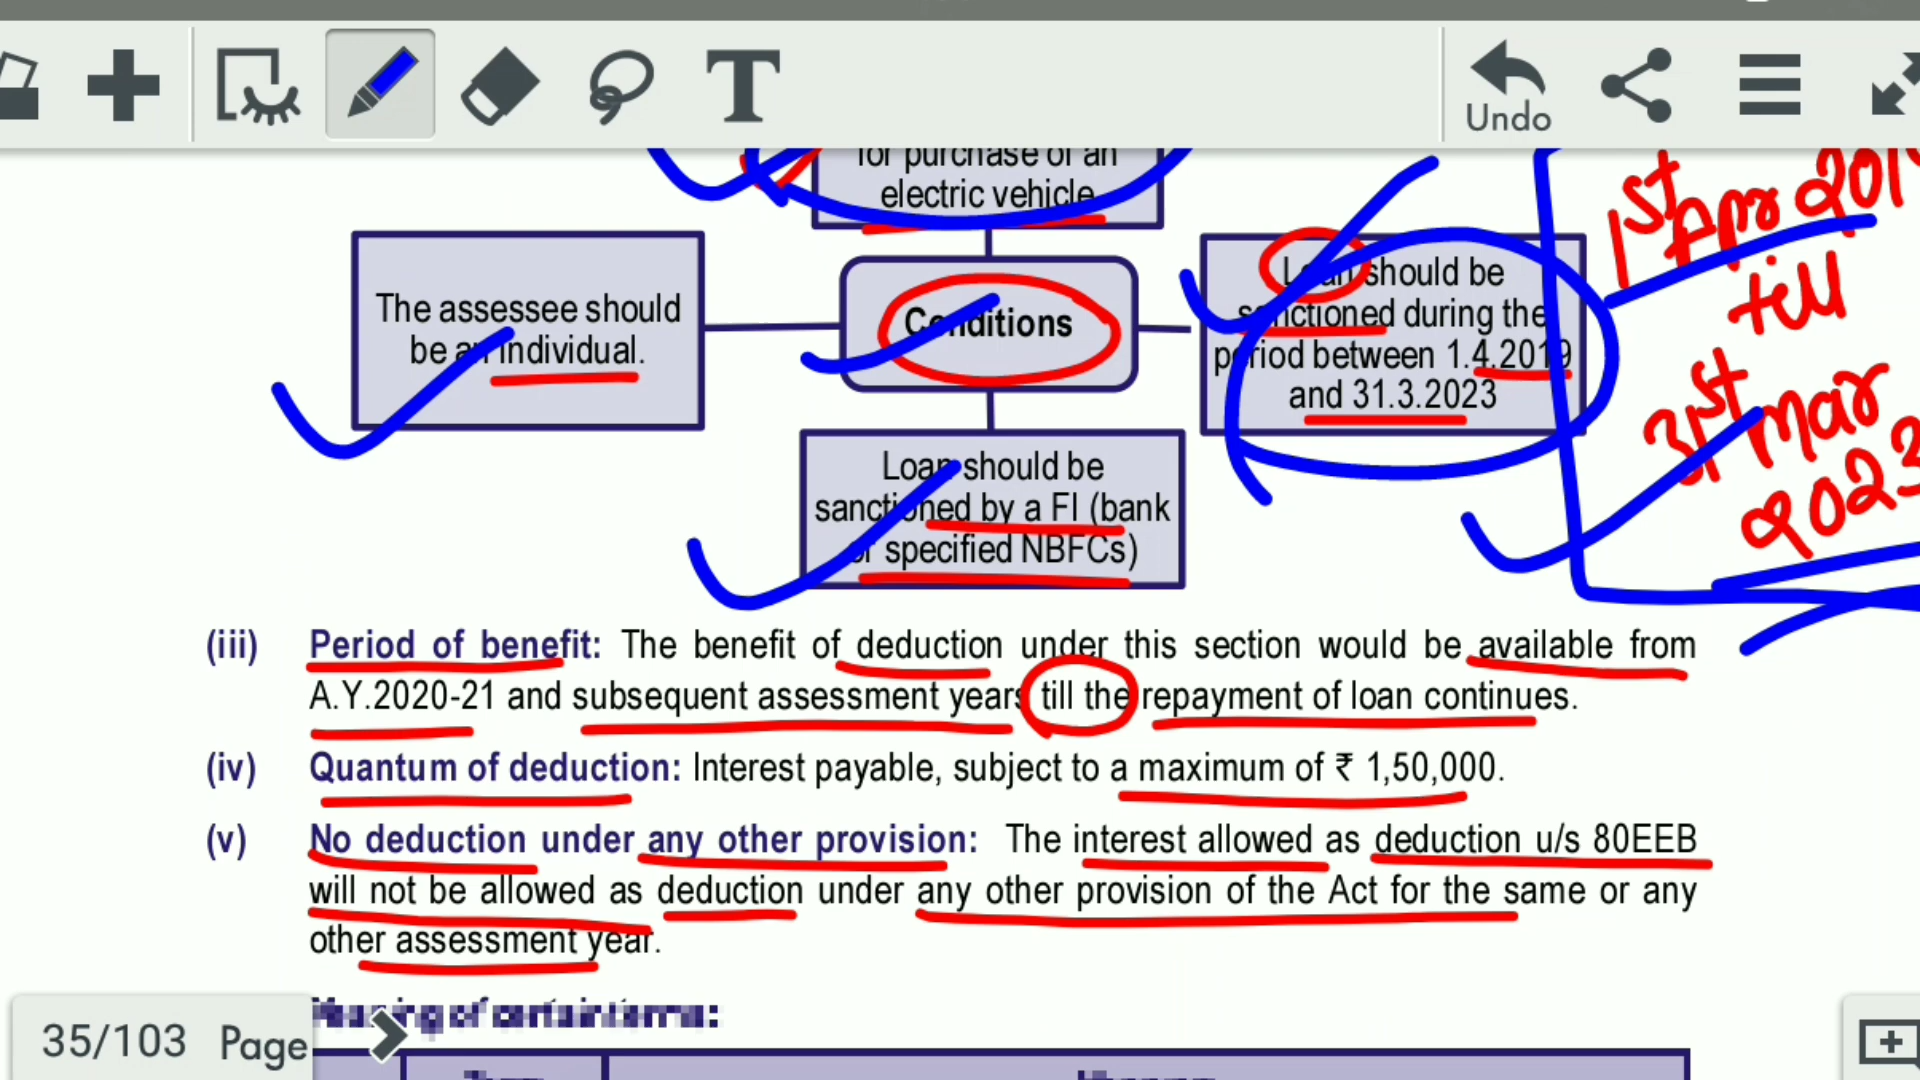 Undo
for purchase of an
electric vehicle
The assessee should
be an individual.
Conditions
Loan should be
sanctioned during the
period between 1.4.2019
and 31.3.2023
1st Apr 2019
till
31st Mar
2023
Loan should be
sanctioned by a FI (bank
or specified NBFCs)
(iii) Period of benefit: The benefit of deduction under this section would be available from
A.Y.2020-21 and subsequent assessment years till the repayment of loan continues.
(iv) Quantum of deduction: Interest payable, subject to a maximum of ₹ 1,50,000.
(v) No deduction under any other provision: The interest allowed as deduction u/s 80EEB
will not be allowed as deduction under any other provision of the Act for the same or any
other assessment year.
Meaning of certain terms:
35/103 Page